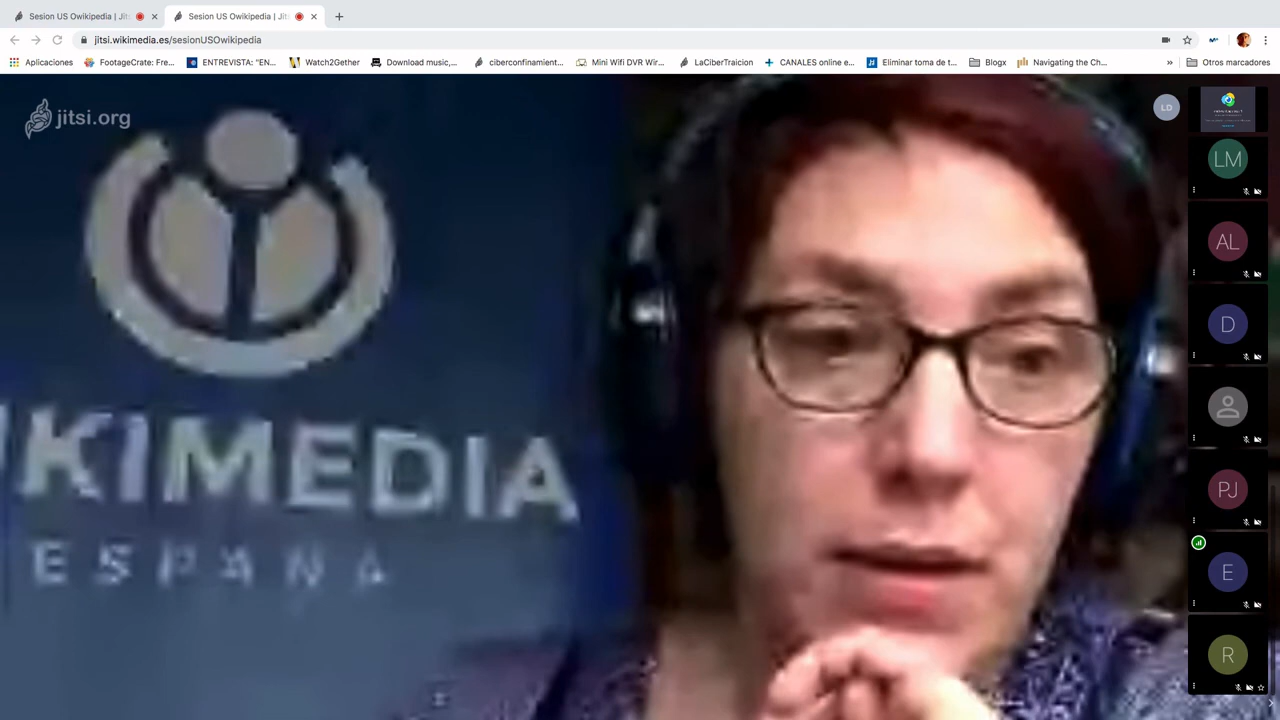 Sesion US Owikipedia | Jit
Sesion US Owikipedia | Jit
jitsi.wikimedia.es/sesionUSOwikipedia
Aplicaciones
FootageCrate: Fre...
ENTREVISTA: "EN...
Watch2Gether
Download music,...
ciberconfinamient...
Mini Wifi DVR Wir...
LaCiberTraicion
CANALES online e...
Eliminar toma de t...
Blogx
Navigating the Ch...
»
Otros marcadores
jitsi.org
LD
LM
AL
D
PJ
E
R
KIMEDIA
ESPAÑA